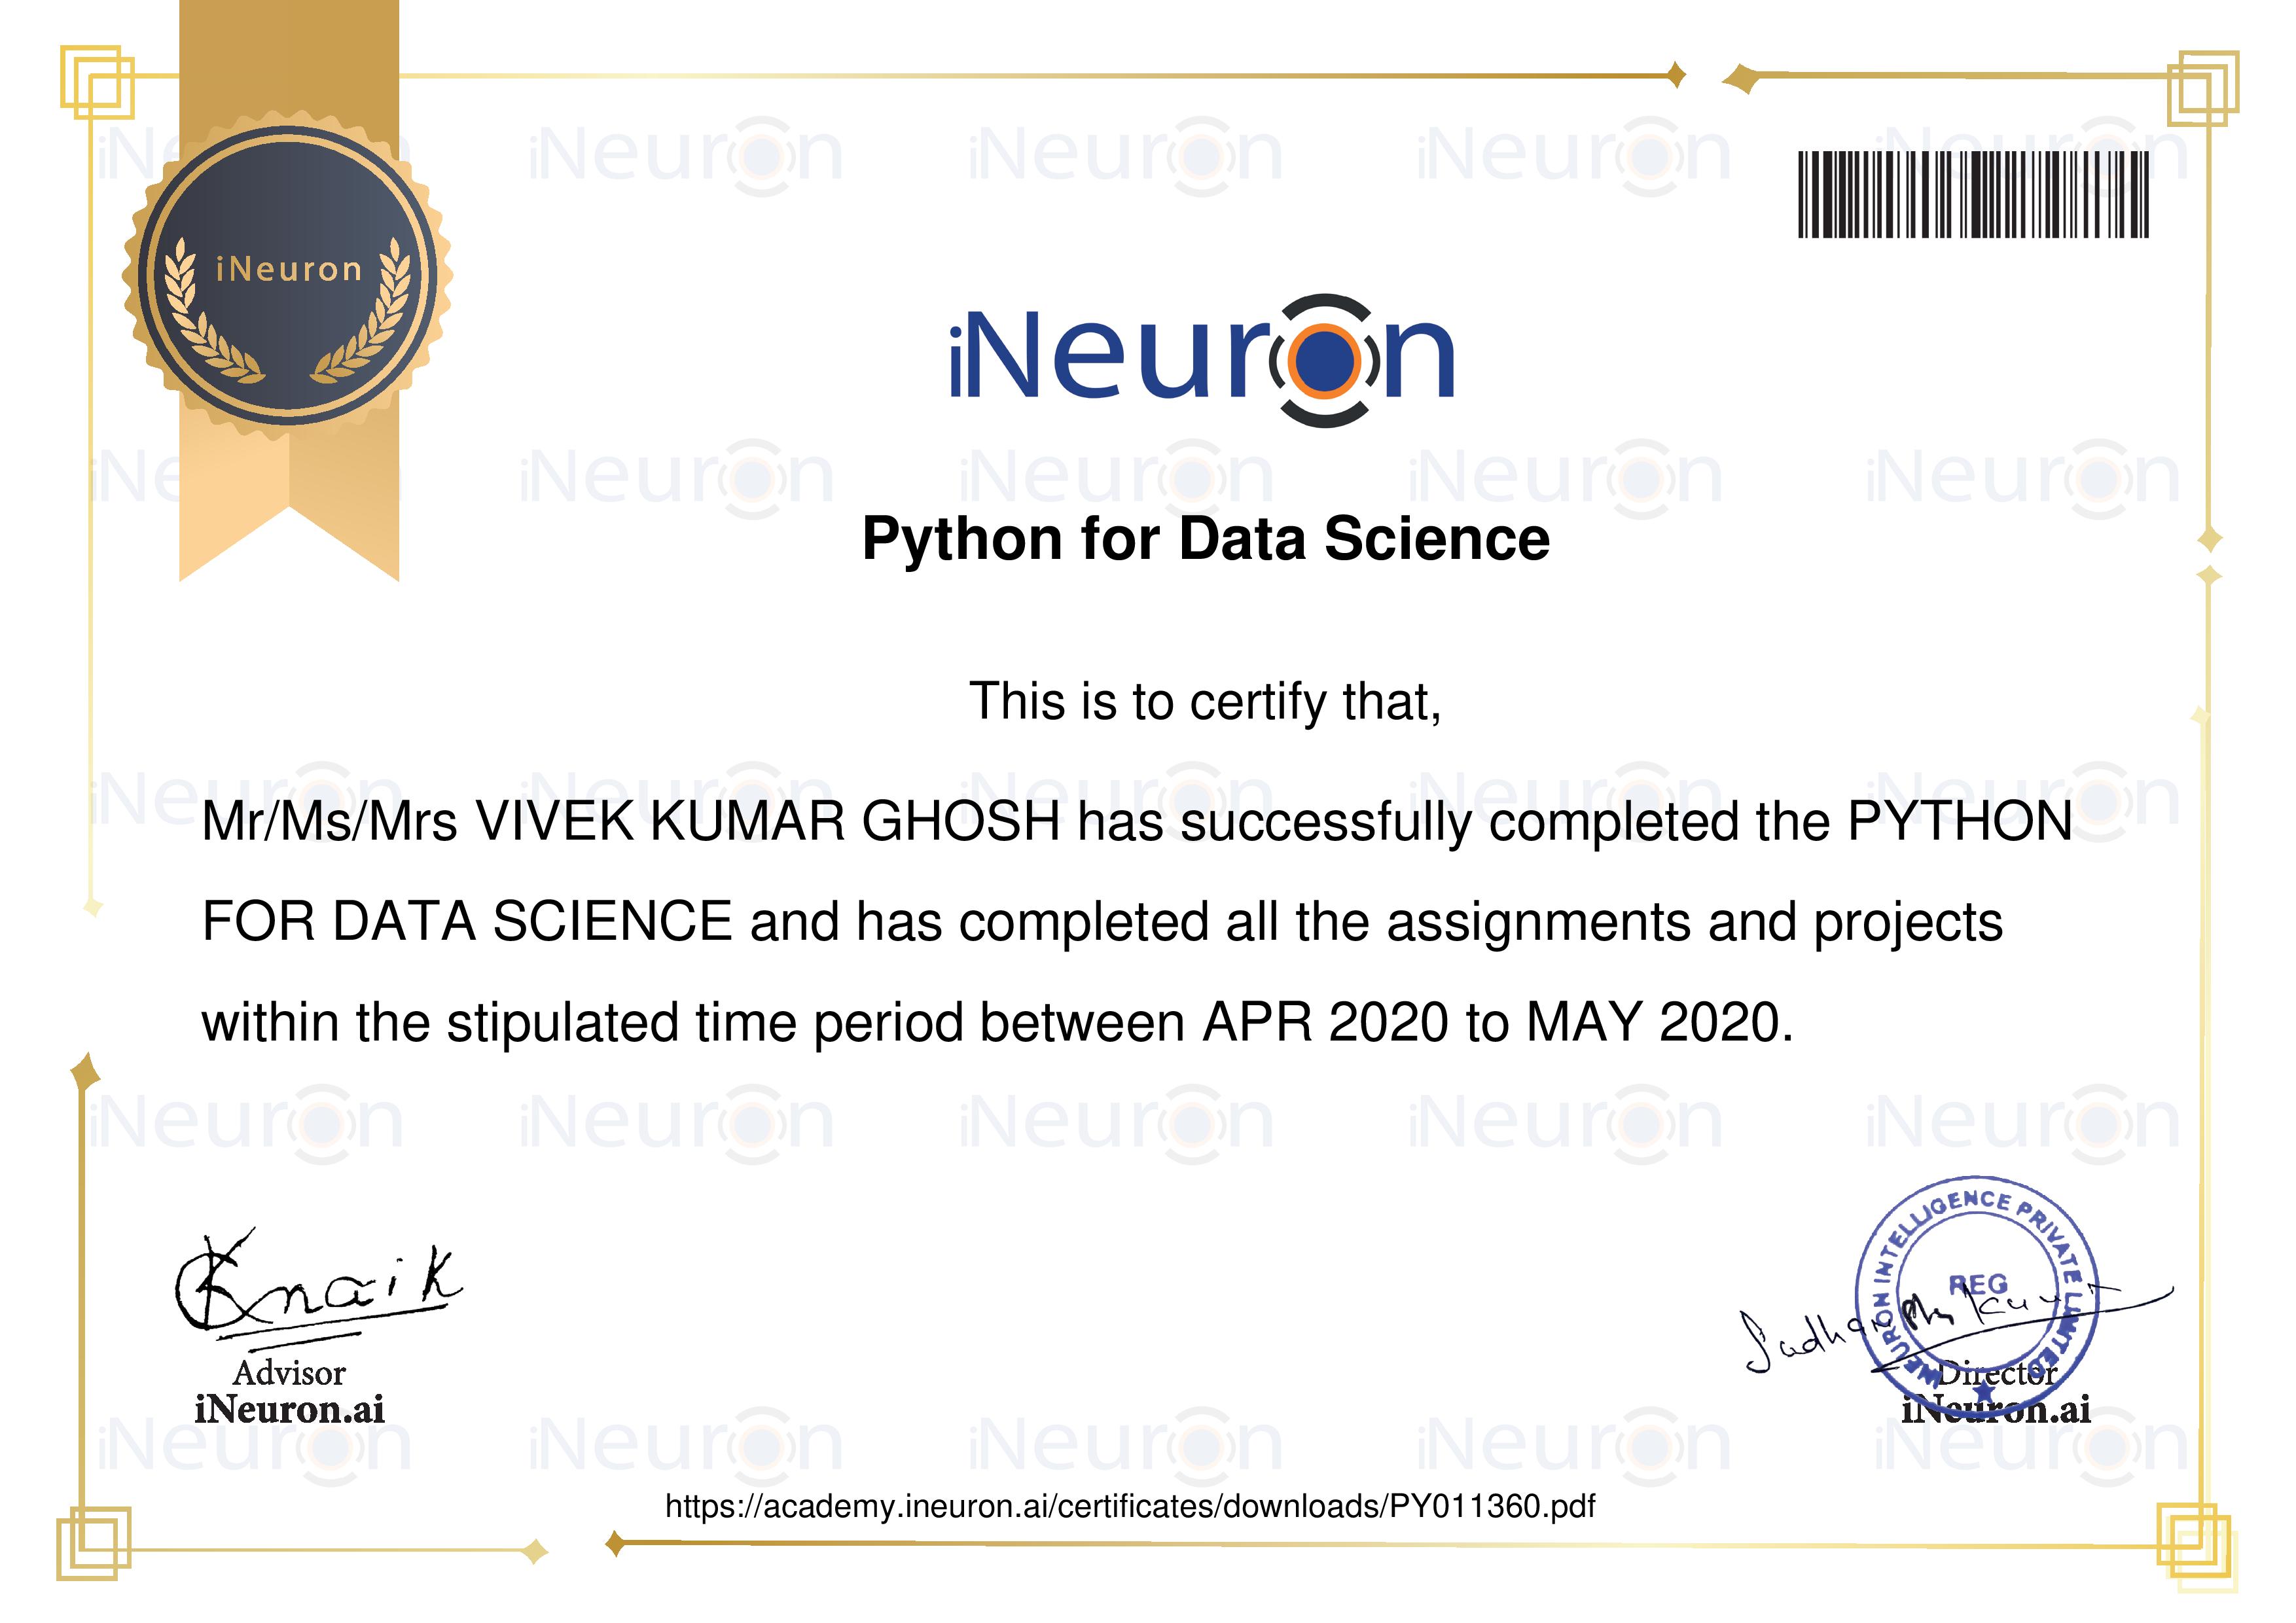 iNeuron
iNeuron
Python for Data Science
This is to certify that,
Mr/Ms/Mrs VIVEK KUMAR GHOSH has successfully completed the PYTHON
FOR DATA SCIENCE and has completed all the assignments and projects
within the stipulated time period between APR 2020 to MAY 2020.
naik
Advisor
iNeuron.ai
INEURON INTELLIGENCE PRIVATE LIMITED
REG
Director
iNeuron.ai
https://academy.ineuron.ai/certificates/downloads/PY011360.pdf